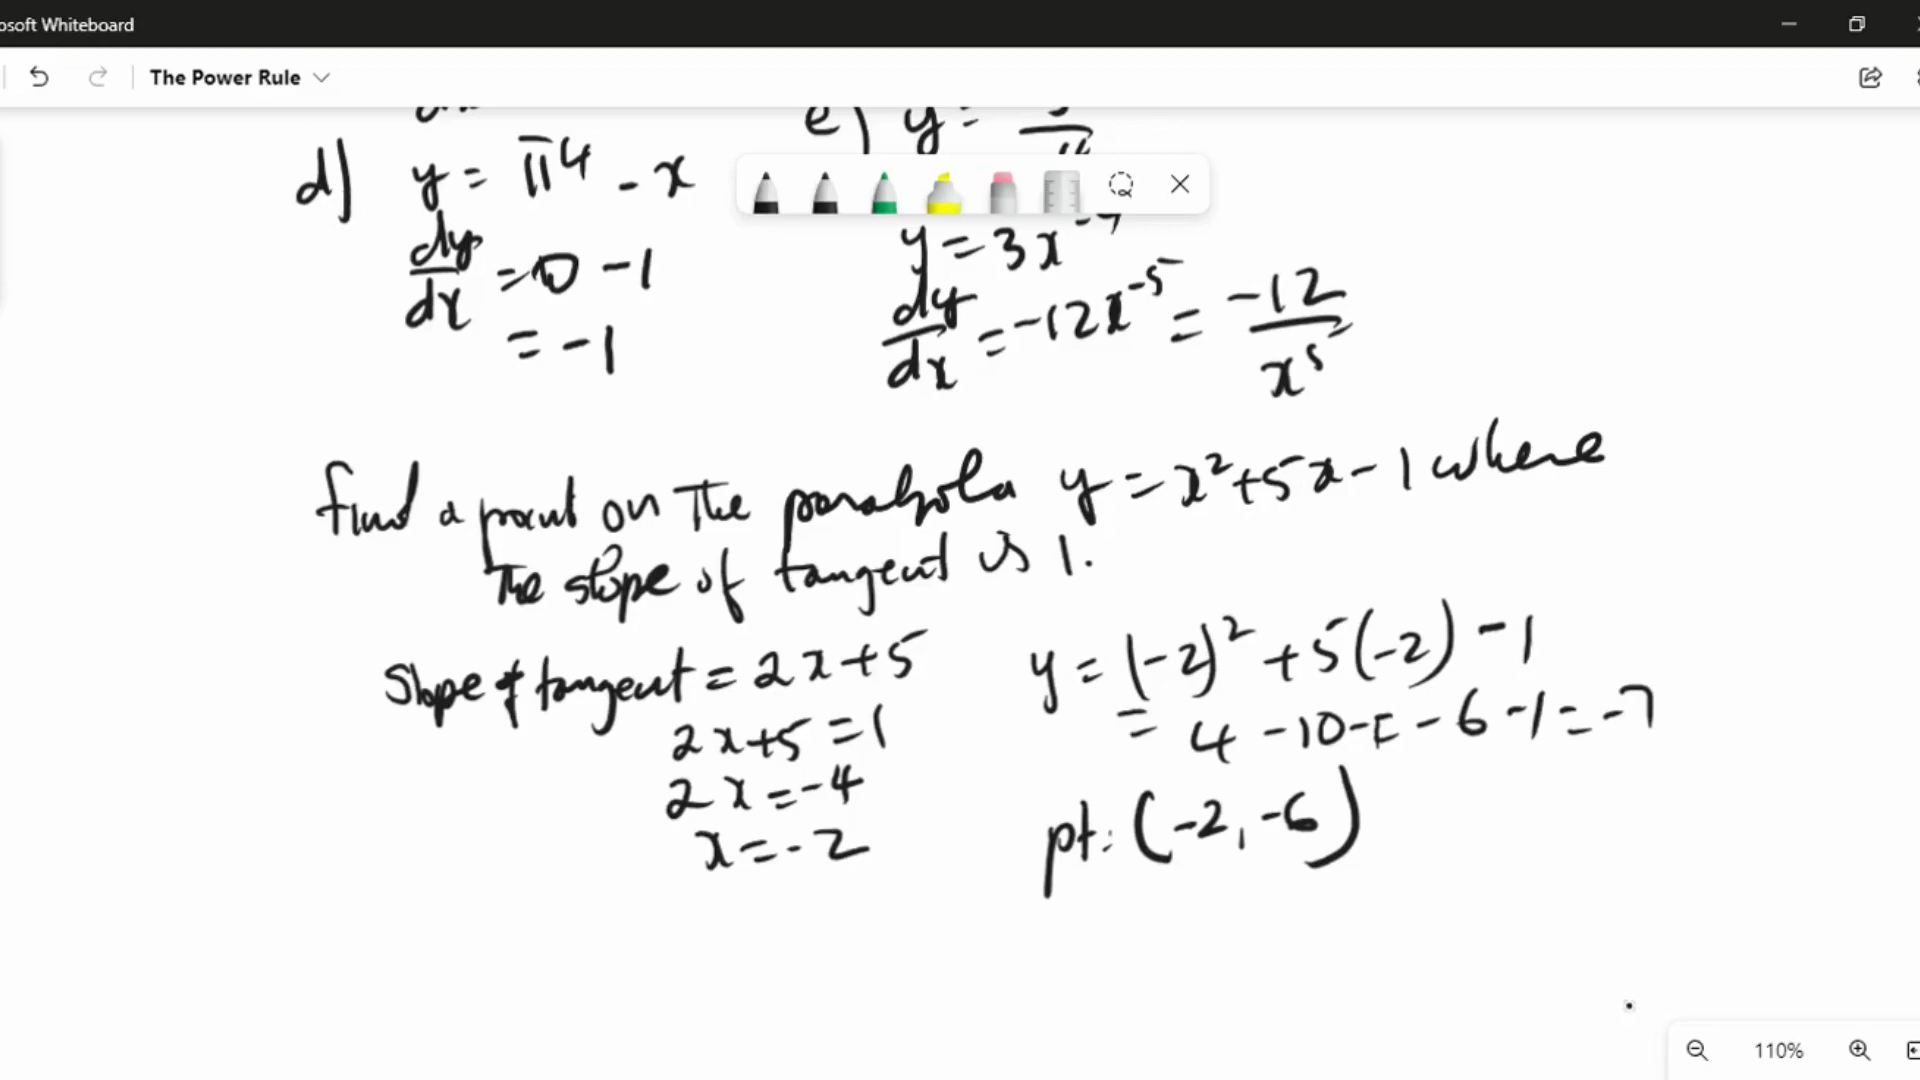 osoft Whiteboard
The Power Rule
d) y = π⁴ - x
e) y =
dy/dx = 0 - 1
= -1
y = 3x
dy/dx = -12x⁻⁵ = -12/x⁵
find a point on the parabola y = x² + 5x - 1 where
the slope of tangent is 1.
Slope of tangent = 2x + 5
2x + 5 = 1
2x = -4
x = -2
y = (-2)² + 5(-2) - 1
= 4 - 10 - = - 6 - 1 = -7
pt: (-2, -6)
110%